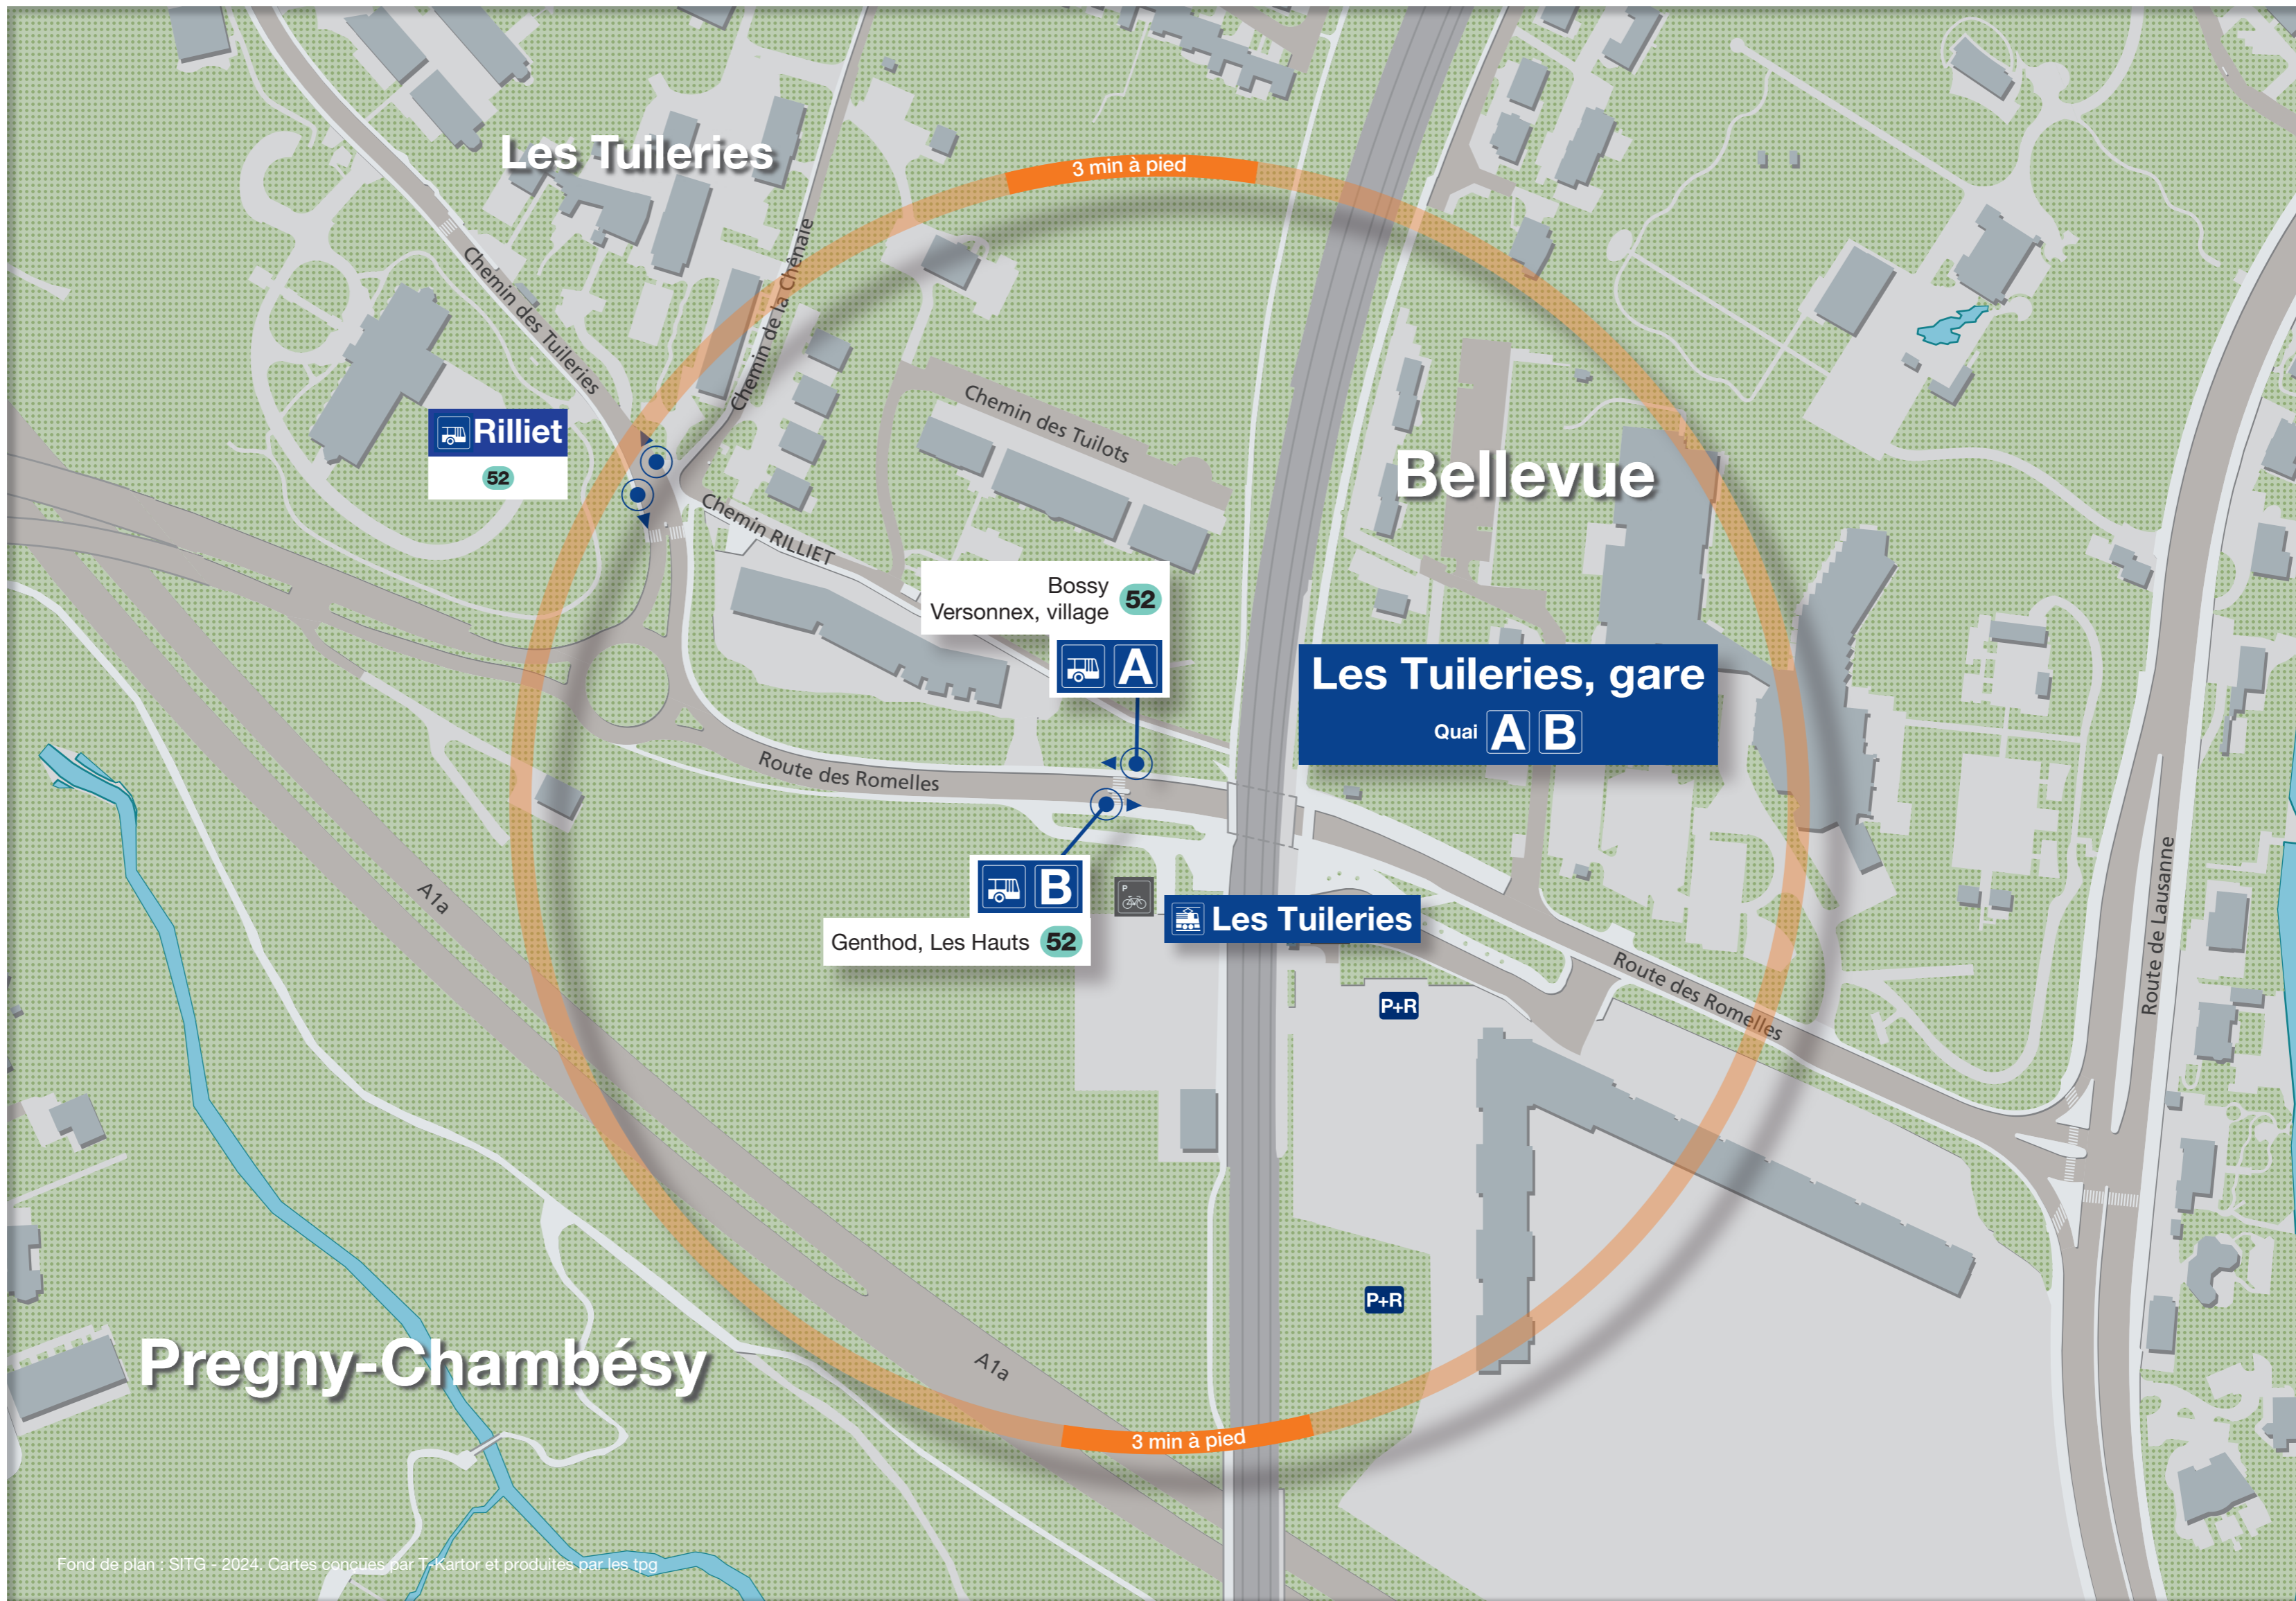 3 min à pied
Les Tuileries
Chemin des Tuileries
Chemin de la Chênaie
Chemin des Tuilots
Rilliet
52
Bellevue
Chemin RILLIET
Bossy
Versonnex, village 52
A
Les Tuileries, gare
Quai A B
Route des Romelles
B
Genthod, Les Hauts 52
P
Les Tuileries
A1a
Route de Lausanne
Route des Romelles
P+R
P+R
Pregny-Chambésy
A1a
3 min à pied
Fond de plan : SITG - 2024. Cartes conçues par T-Kartor et produites par les tpg